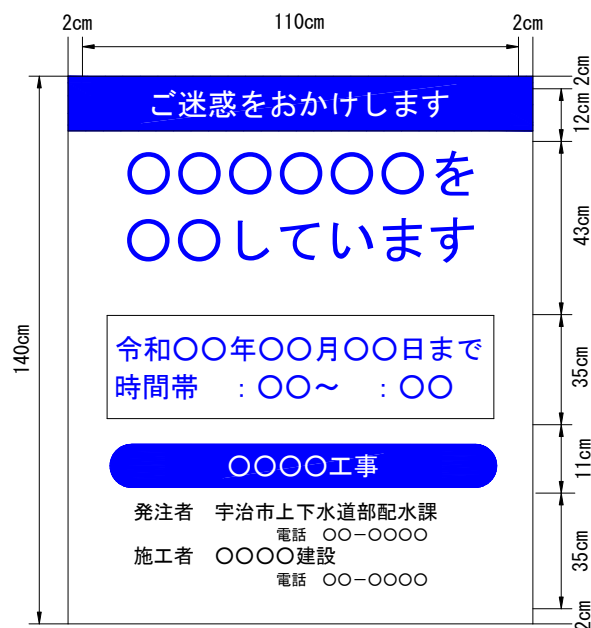 2cm 110cm 2cm
2cm
ご迷惑をおかけします
12cm
〇〇〇〇〇〇を
〇〇しています
43cm
140cm
令和〇〇年〇〇月〇〇日まで
時間帯 :〇〇～ :〇〇
35cm
〇〇〇〇工事
11cm
発注者 宇治市上下水道部配水課
電話 〇〇−〇〇〇〇
施工者 〇〇〇〇建設
電話 〇〇−〇〇〇〇
35cm
2cm